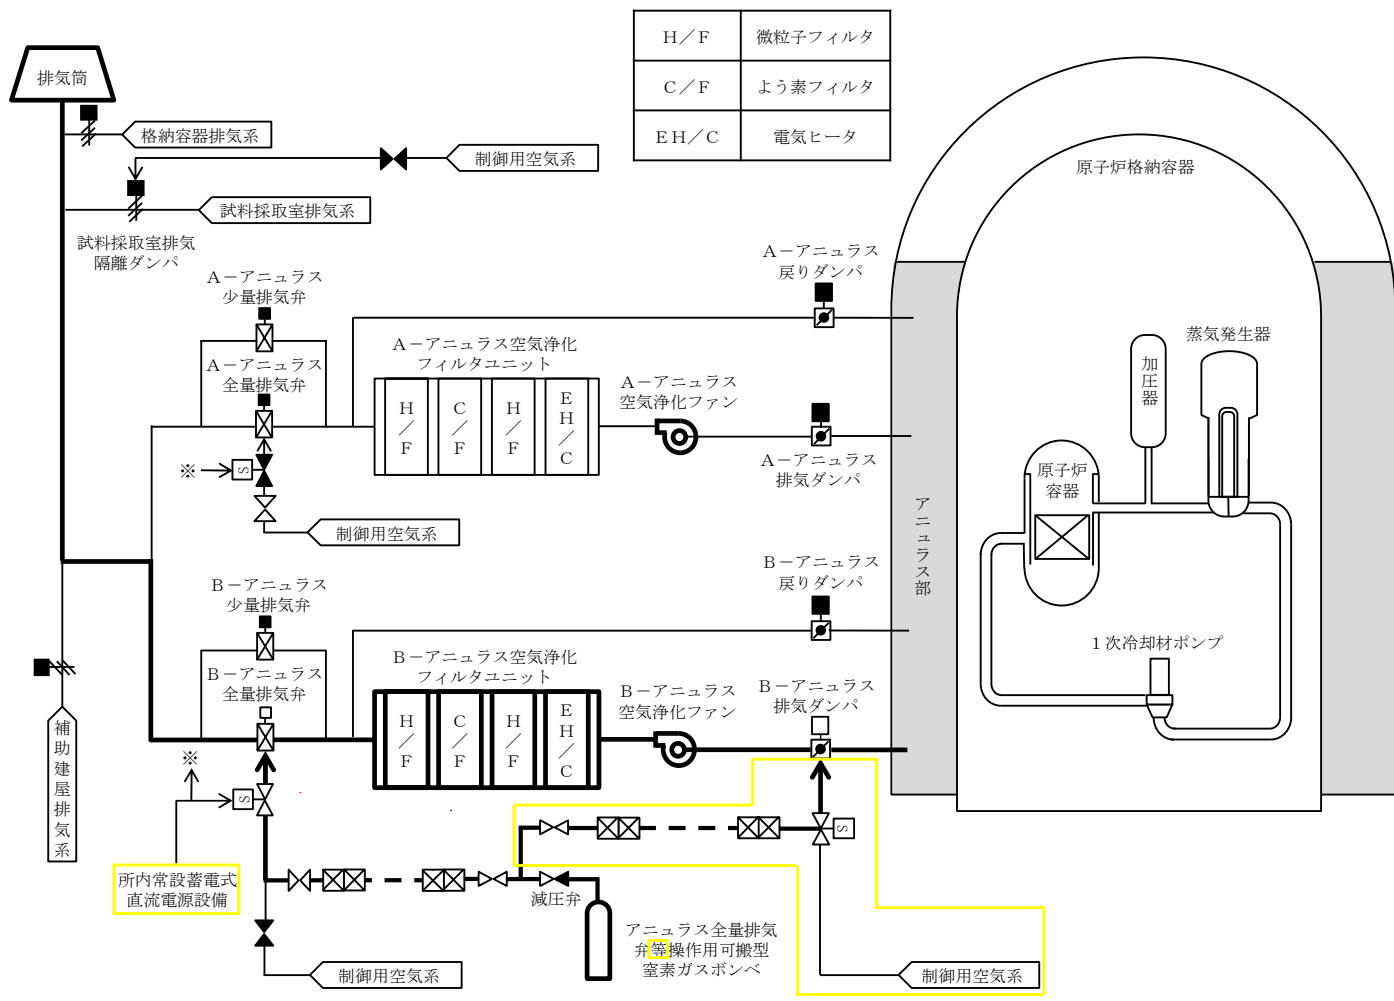 H／F 微粒子フィルタ
C／F よう素フィルタ
EH／C 電気ヒータ
排気筒
格納容器排気系
制御用空気系
試料採取室排気系
試料採取室排気
隔離ダンパ
原子炉格納容器
A－アニュラス
戻りダンパ
A－アニュラス
少量排気弁
A－アニュラス空気浄化
フィルタユニット
A－アニュラス
全量排気弁
H／F
C／F
H／F
EH／C
A－アニュラス
空気浄化ファン
A－アニュラス
排気ダンパ
※
S
制御用空気系
加圧器
蒸気発生器
原子炉
容器
アニュラス部
1次冷却材ポンプ
B－アニュラス
戻りダンパ
B－アニュラス
少量排気弁
B－アニュラス空気浄化
フィルタユニット
B－アニュラス
全量排気弁
H／F
C／F
H／F
EH／C
B－アニュラス
空気浄化ファン
B－アニュラス
排気ダンパ
補助建屋排気系
※
S
S
所内常設蓄電式
直流電源設備
減圧弁
アニュラス全量排気
弁等操作用可搬型
窒素ガスボンベ
制御用空気系
制御用空気系